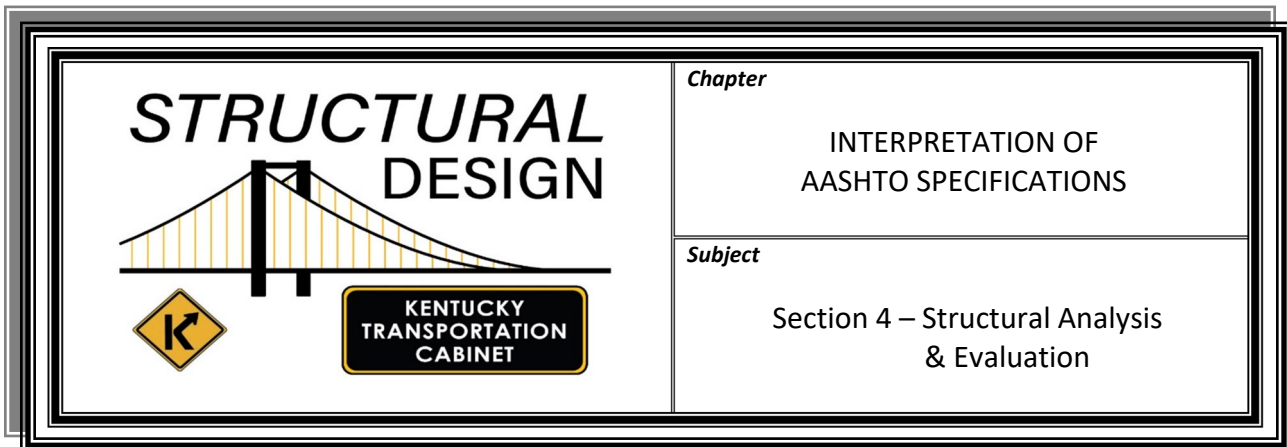 STRUCTURAL
DESIGN
K
KENTUCKY
TRANSPORTATION
CABINET
Chapter
INTERPRETATION OF
AASHTO SPECIFICATIONS
Subject
Section 4 – Structural Analysis
& Evaluation